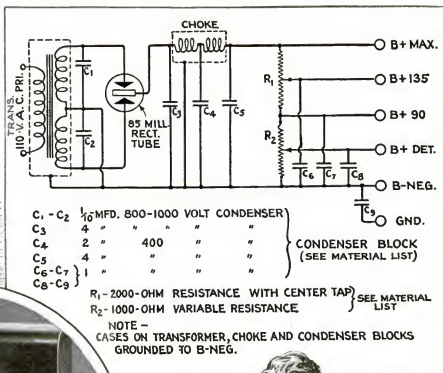 CHOKE
TRANS.
110-V. A.C. PRI.
C1
C2
85 MILL
RECT.
TUBE
C3
C4
C5
R1
R2
C6
C7
C8
C9
B+ MAX.
B+ 135
B+ 90
B+ DET.
B-NEG.
GND.
C1 - C2 1/10 MFD. 800-1000 VOLT CONDENSER
C3 4 " " " "
C4 2 " 400 " "
C5 4 " " " "
C6-C7 } 1 " " " "
C8-C9
CONDENSER BLOCK
(SEE MATERIAL LIST)
R1-2000-OHM RESISTANCE WITH CENTER TAP
R2-1000-OHM VARIABLE RESISTANCE
SEE MATERIAL
LIST
NOTE -
CASES ON TRANSFORMER, CHOKE AND CONDENSER BLOCKS
GROUNDED TO B-NEG.